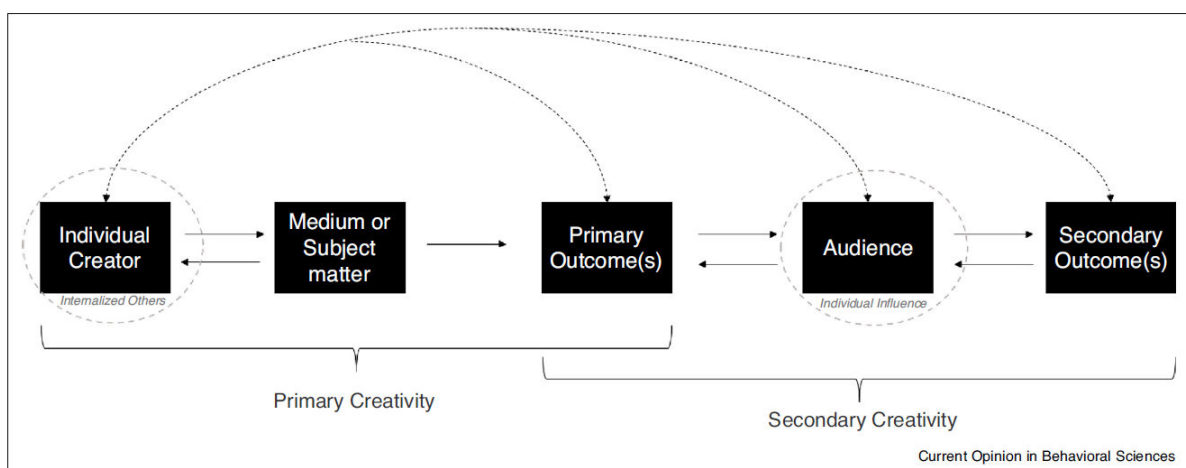 Individual
Creator
Internalized Others
Medium or
Subject
matter
Primary
Outcome(s)
Audience
Individual Influence
Secondary
Outcome(s)
Primary Creativity
Secondary Creativity
Current Opinion in Behavioral Sciences